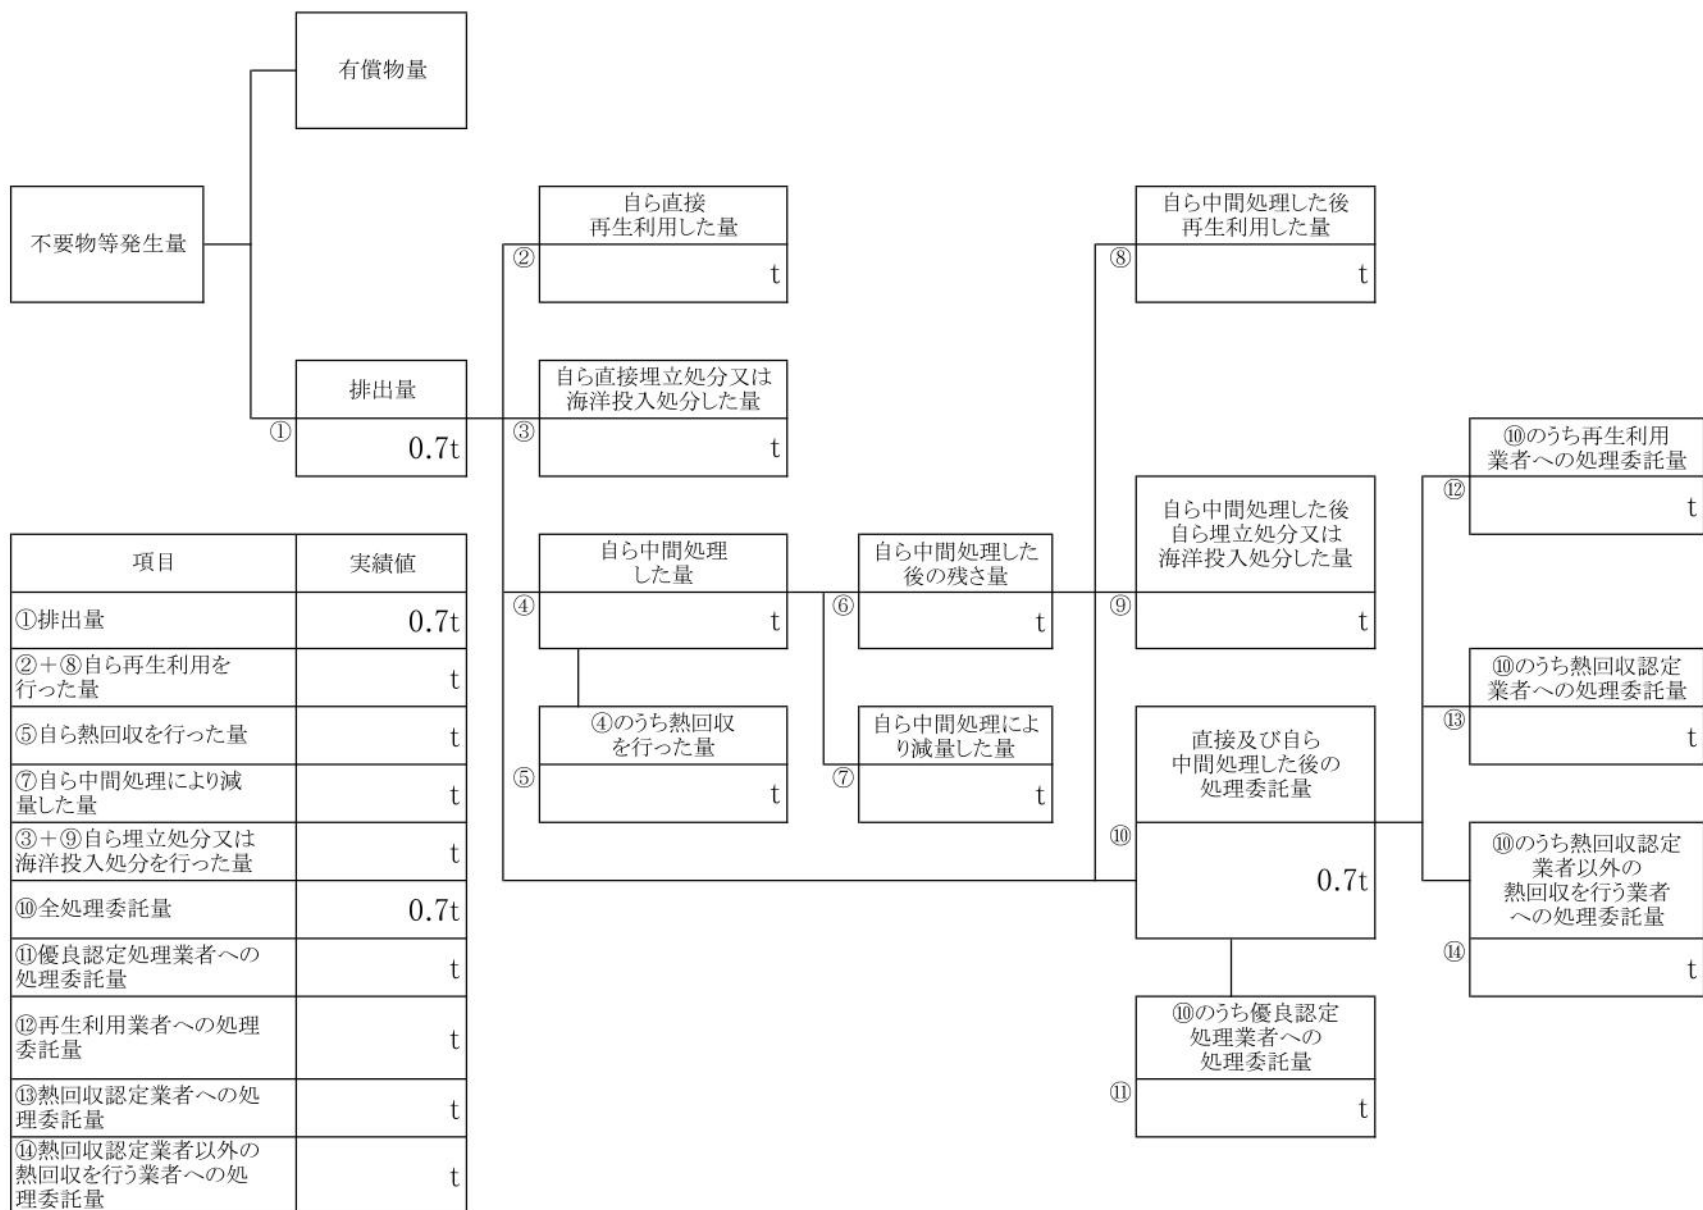 有償物量
不要物等発生量
排出量
①
0.7t
自ら直接
再生利用した量
②
t
自ら直接埋立処分又は
海洋投入処分した量
③
t
自ら中間処理
した量
④
t
④のうち熱回収
を行った量
⑤
t
自ら中間処理した
後の残さ量
⑥
t
自ら中間処理によ
り減量した量
⑦
t
自ら中間処理した後
再生利用した量
⑧
t
自ら中間処理した後
自ら埋立処分又は
海洋投入処分した量
⑨
t
直接及び自ら
中間処理した後の
処理委託量
⑩
0.7t
⑩のうち優良認定
処理業者への
処理委託量
⑪
t
⑩のうち再生利用
業者への処理委託量
⑫
t
⑩のうち熱回収認定
業者への処理委託量
⑬
t
⑩のうち熱回収認定
業者以外の
熱回収を行う業者
への処理委託量
⑭
t
項目 実績値
①排出量 0.7t
②+⑧自ら再生利用を
行った量 t
⑤自ら熱回収を行った量 t
⑦自ら中間処理により減
量した量 t
③+⑨自ら埋立処分又は
海洋投入処分を行った量 t
⑩全処理委託量 0.7t
⑪優良認定処理業者への
処理委託量 t
⑫再生利用業者への処理
委託量 t
⑬熱回収認定業者への処
理委託量 t
⑭熱回収認定業者以外の
熱回収を行う業者への処
理委託量 t